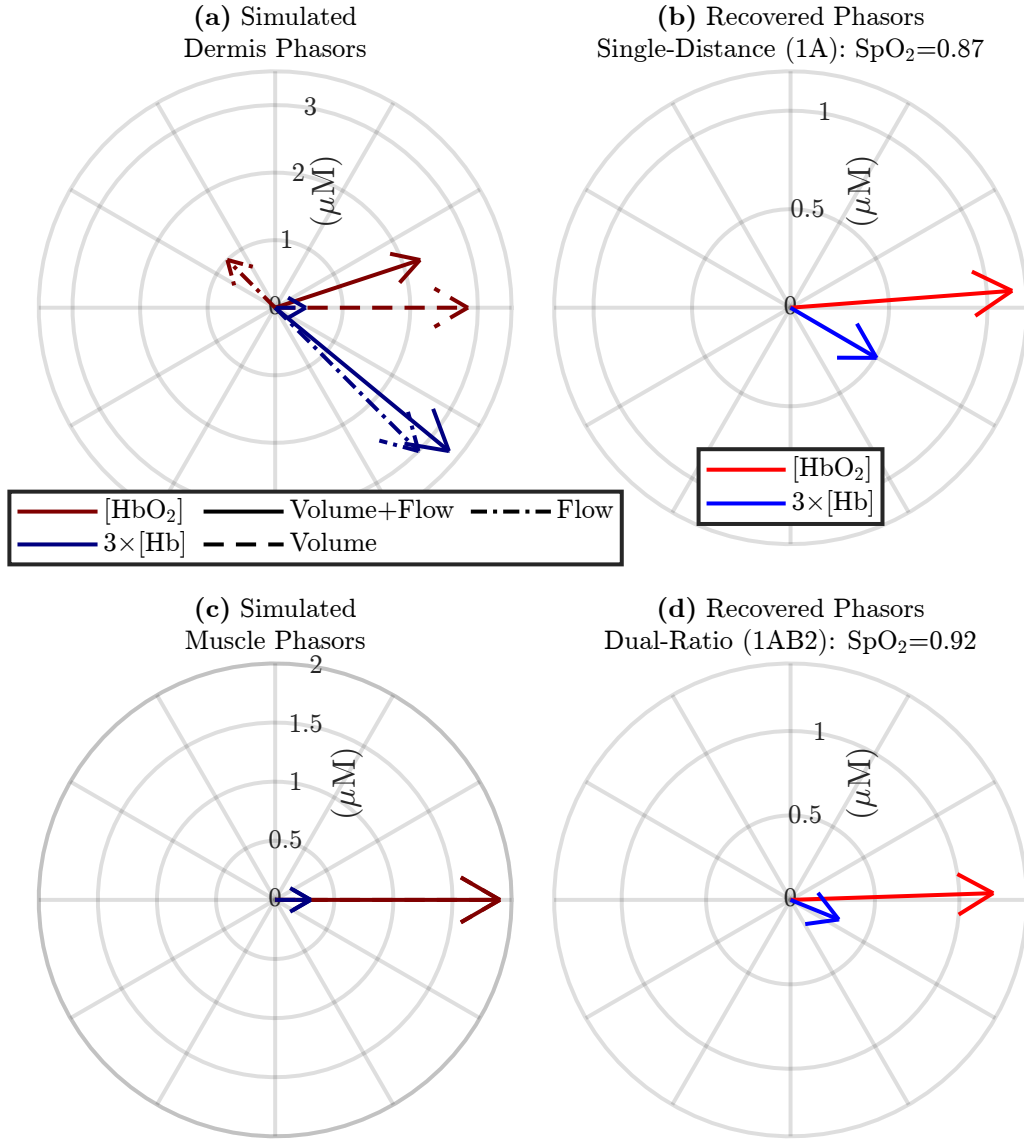 (a) Simulated
Dermis Phasors
3
2
1
0
(μM)
[HbO₂]
3×[Hb]
Volume+Flow
Volume
Flow
(b) Recovered Phasors
Single-Distance (1A): SpO₂=0.87
1
0.5
0
(μM)
[HbO₂]
3×[Hb]
(c) Simulated
Muscle Phasors
2
1.5
1
0.5
0
(μM)
(d) Recovered Phasors
Dual-Ratio (1AB2): SpO₂=0.92
1
0.5
0
(μM)